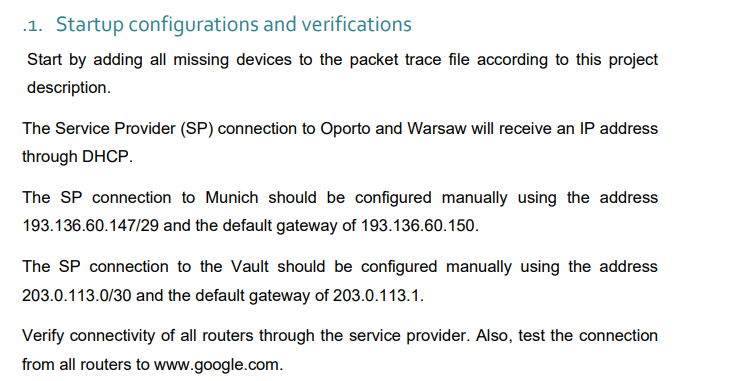 .1. Startup configurations and verifications
Start by adding all missing devices to the packet trace file according to this project
description.
The Service Provider (SP) connection to Oporto and Warsaw will receive an IP address
through DHCP.
The SP connection to Munich should be configured manually using the address
193.136.60.147/29 and the default gateway of 193.136.60.150.
The SP connection to the Vault should be configured manually using the address
203.0.113.0/30 and the default gateway of 203.0.113.1.
Verify connectivity of all routers through the service provider. Also, test the connection
from all routers to www.google.com.